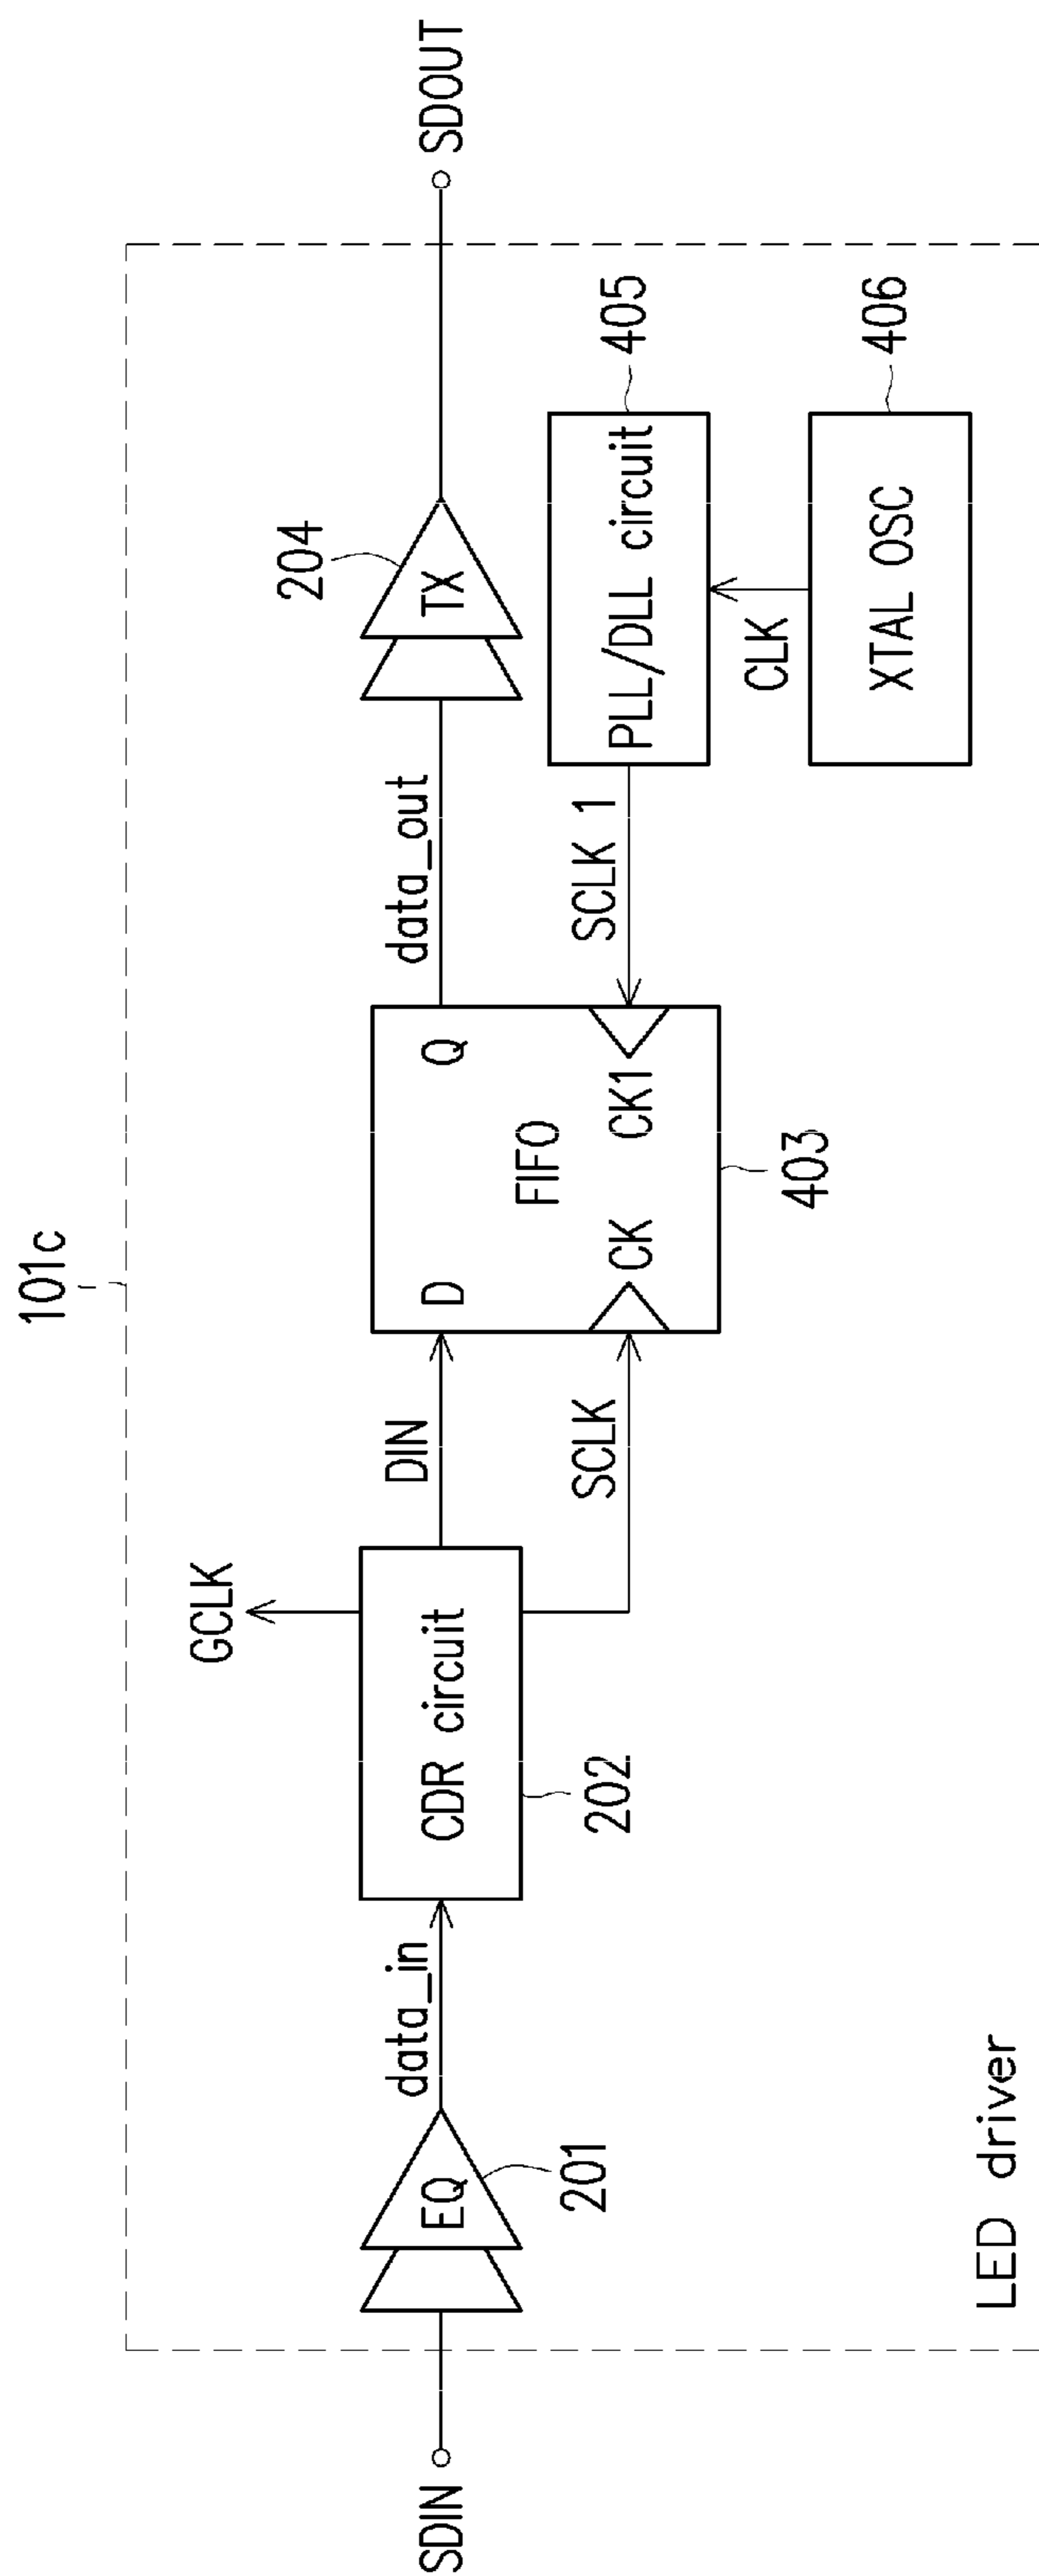 101c
SDIN
EQ
201
data_in
CDR circuit
202
GCLK
DIN
SCLK
D
Q
FIFO
CK
CK1
403
data_out
SCLK 1
TX
204
SDOUT
PLL/DLL circuit
405
CLK
XTAL OSC
406
LED driver